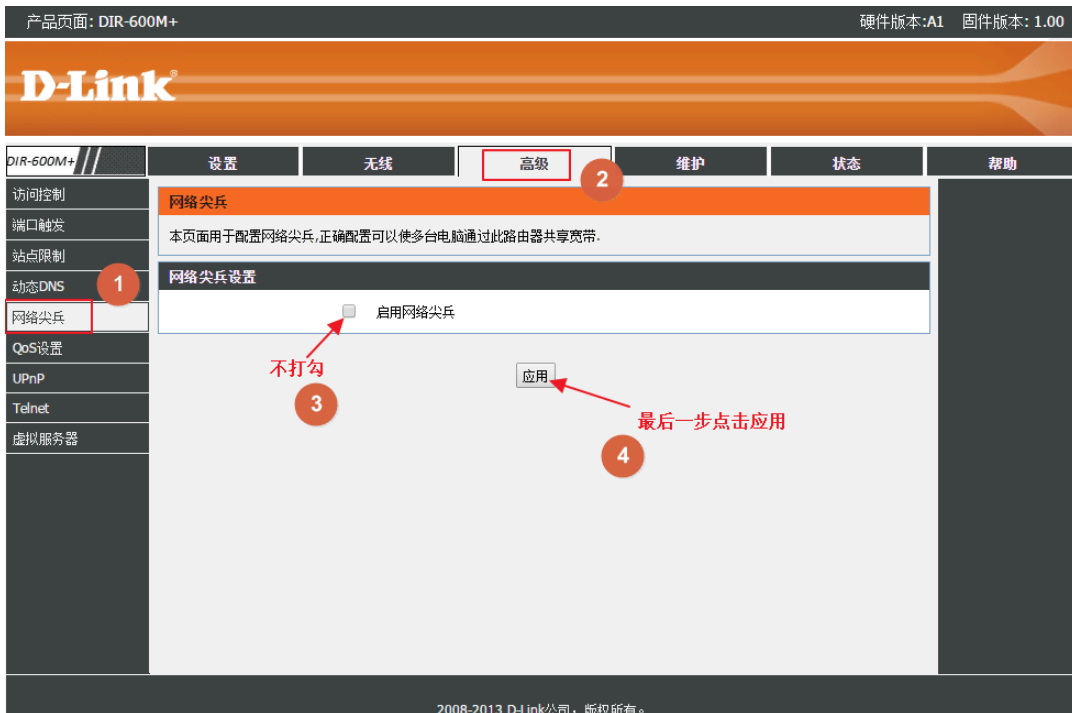 产品页面: DIR-600M+ 硬件版本:A1 固件版本: 1.00
D-Link®
DIR-600M+ 设置 无线 高级 维护 状态 帮助
2
访问控制
端口触发
站点限制
动态DNS
1
网络尖兵
QoS设置
UPnP
Telnet
虚拟服务器
网络尖兵
本页面用于配置网络尖兵,正确配置可以使多台电脑通过此路由器共享宽带.
网络尖兵设置
启用网络尖兵
不打勾
3
应用
最后一步点击应用
4
2008-2013 D-Link公司，版权所有。